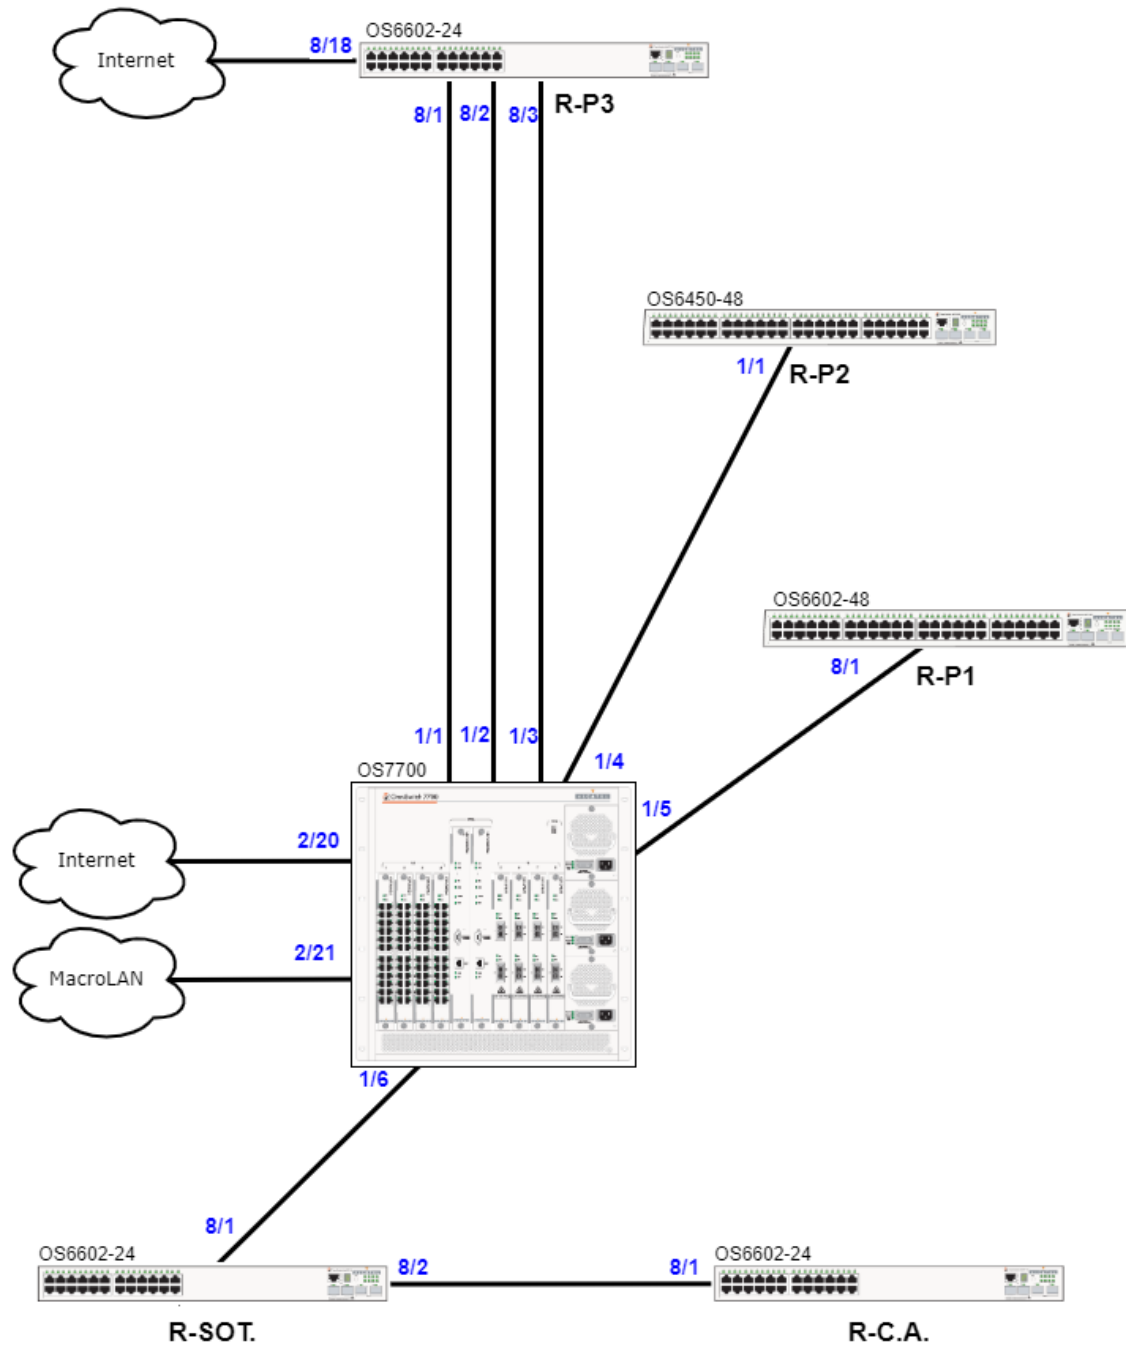 OS6602-24
Internet
8/18
R-P3
8/1
8/2
8/3
OS6450-48
1/1
R-P2
OS6602-48
8/1
R-P1
1/1
1/2
1/3
1/4
OS7700
1/5
2/20
Internet
2/21
MacroLAN
1/6
8/1
OS6602-24
8/2
8/1
OS6602-24
R-SOT.
R-C.A.